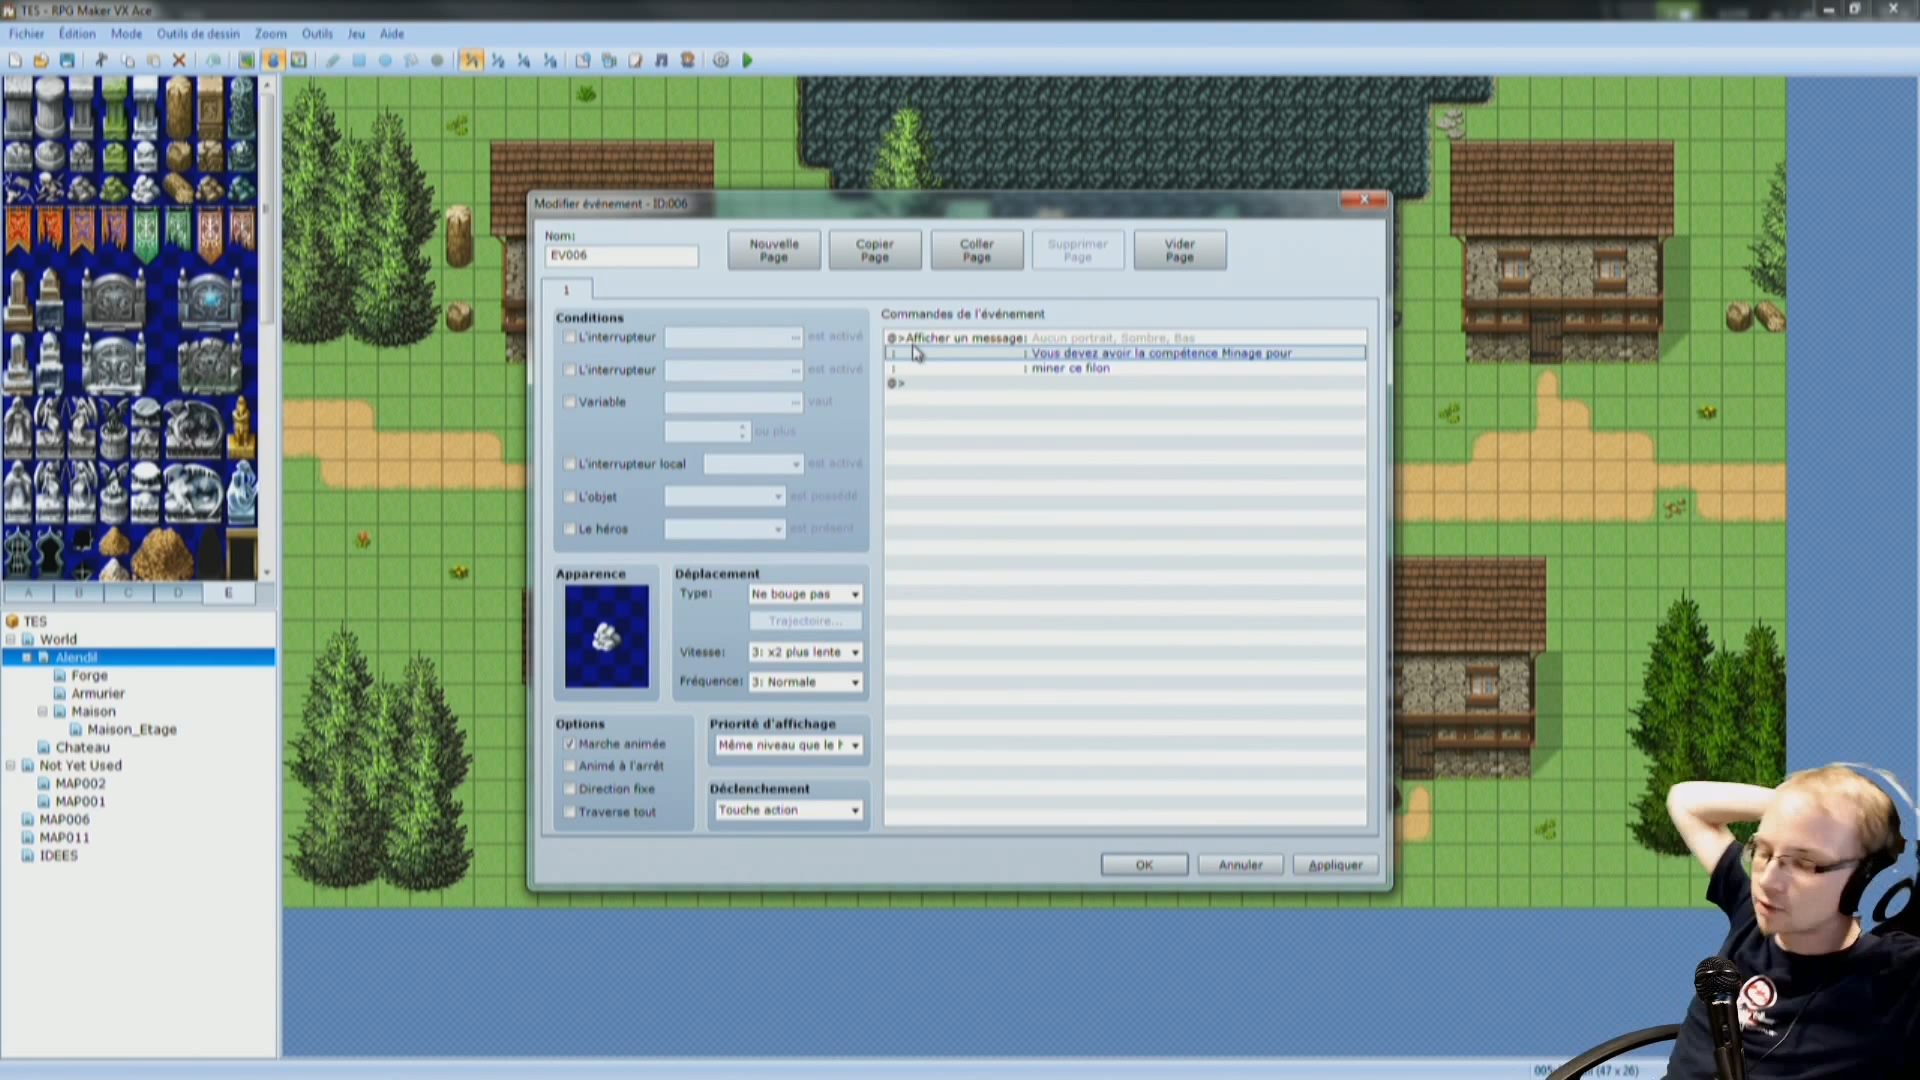 TES - RPG Maker VX Ace
Fichier Édition Mode Outils de dessin Zoom Outils Jeu Aide
Modifier événement - ID:006
Nom:
EV006
Nouvelle Page
Copier Page
Coller Page
Supprimer Page
Vider Page
1
Conditions
L'interrupteur ... est activé
L'interrupteur ... est activé
Variable ... vaut
ou plus
L'interrupteur local est activé
L'objet est possédé
Le héros est présent
Commandes de l'événement
@>Afficher un message: Aucun portrait, Sombre, Bas
: : Vous devez avoir la compétence Minage pour
: : miner ce filon
@>
Apparence
Déplacement
Type: Ne bouge pas
Trajectoire...
Vitesse: 3: x2 plus lente
Fréquence: 3: Normale
Options
Marche animée
Animé à l'arrêt
Direction fixe
Traverse tout
Priorité d'affichage
Même niveau que le
Déclenchement
Touche action
OK Annuler Appliquer
A B C D E
TES
World
Alendil
Forge
Armurier
Maison
Maison_Etage
Chateau
Not Yet Used
MAP002
MAP001
MAP006
MAP011
IDEES
(47 x 26)